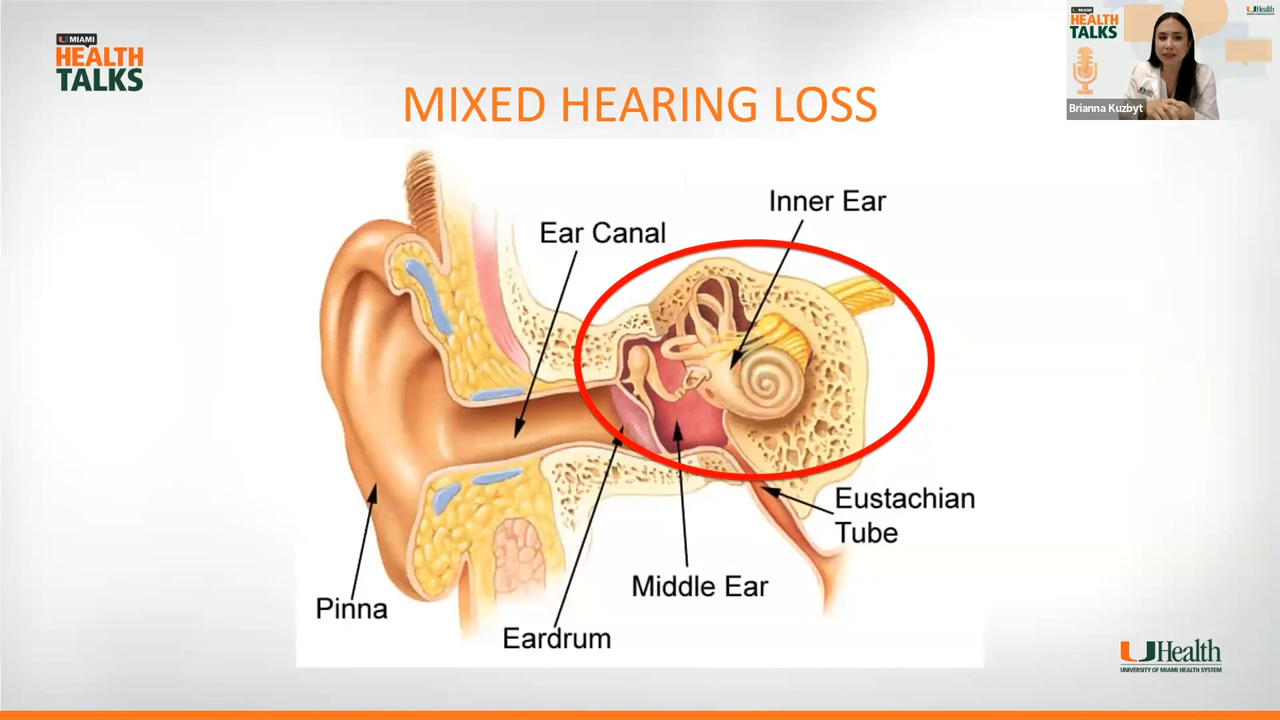 U MIAMI
HEALTH
TALKS
MIXED HEARING LOSS
U MIAMI
HEALTH
TALKS
UHealth
Brianna Kuzbyt
Inner Ear
Ear Canal
Eustachian
Tube
Middle Ear
Pinna
Eardrum
UHealth
UNIVERSITY OF MIAMI HEALTH SYSTEM